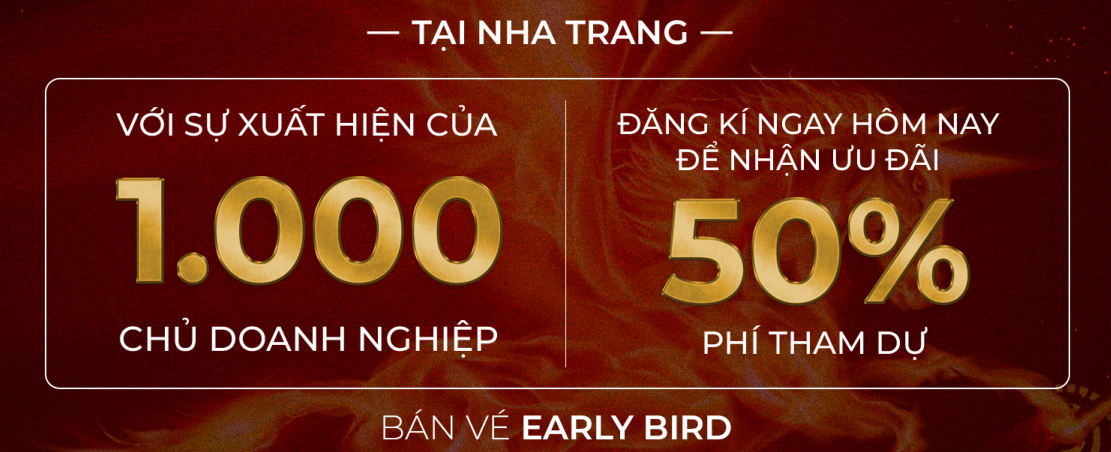 — TẠI NHA TRANG —
VỚI SỰ XUẤT HIỆN CỦA
1.000
CHỦ DOANH NGHIỆP
ĐĂNG KÍ NGAY HÔM NAY
ĐỂ NHẬN ƯU ĐÃI
50%
PHÍ THAM DỰ
BÁN VÉ EARLY BIRD